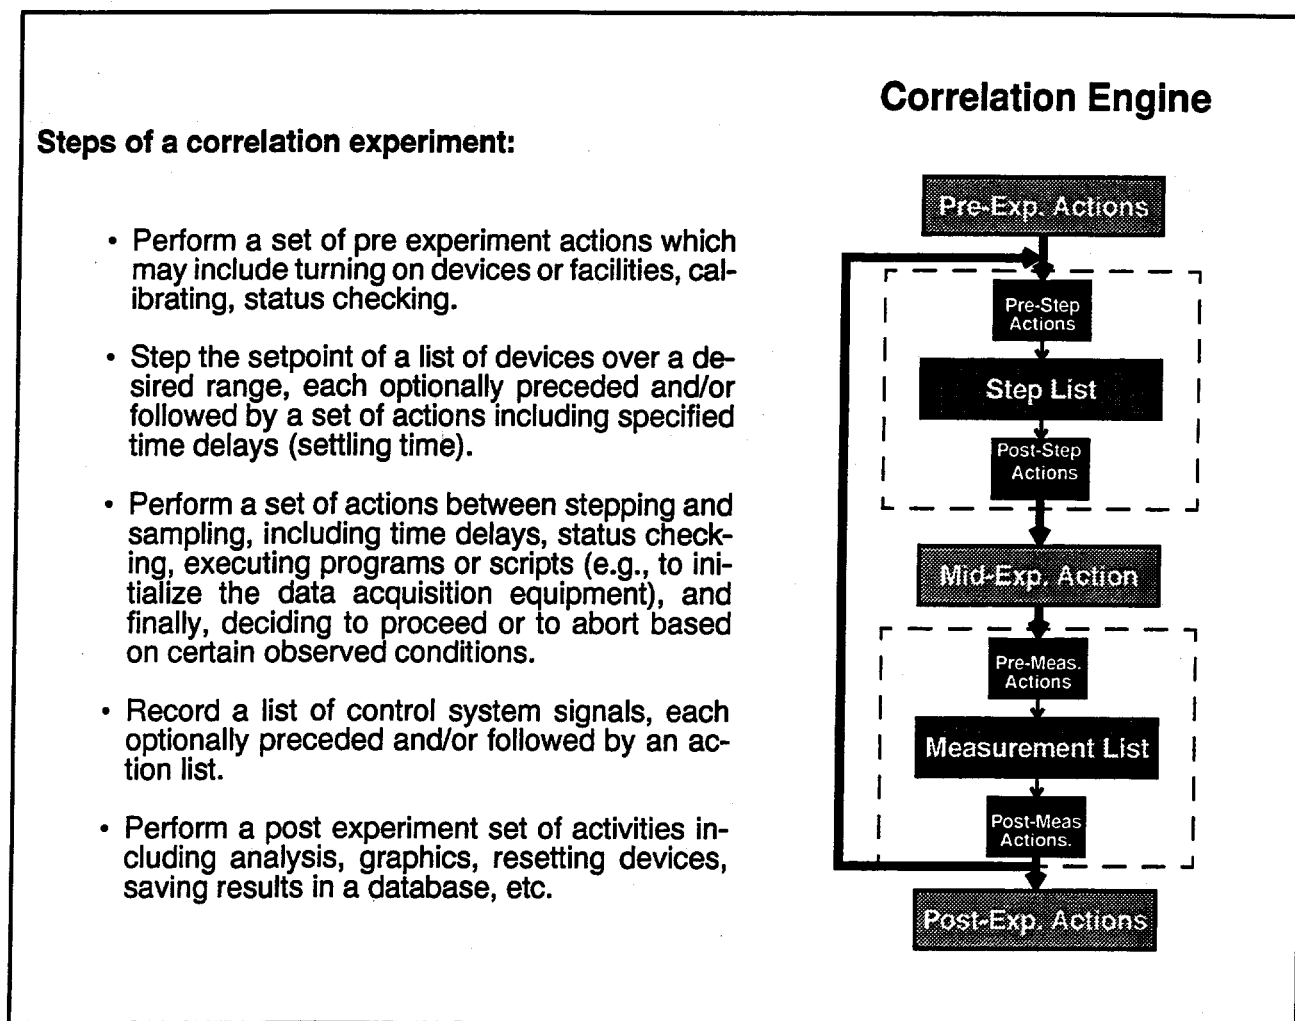 Correlation Engine
Steps of a correlation experiment:
• Perform a set of pre experiment actions which
may include turning on devices or facilities, cal-
ibrating, status checking.
• Step the setpoint of a list of devices over a de-
sired range, each optionally preceded and/or
followed by a set of actions including specified
time delays (settling time).
• Perform a set of actions between stepping and
sampling, including time delays, status check-
ing, executing programs or scripts (e.g., to ini-
tialize the data acquisition equipment), and
finally, deciding to proceed or to abort based
on certain observed conditions.
• Record a list of control system signals, each
optionally preceded and/or followed by an ac-
tion list.
• Perform a post experiment set of activities in-
cluding analysis, graphics, resetting devices,
saving results in a database, etc.
Pre-Exp. Actions
Pre-Step
Actions
Step List
Post-Step
Actions
Mid-Exp. Action
Pre-Meas.
Actions
Measurement List
Post-Meas
Actions.
Post-Exp. Actions